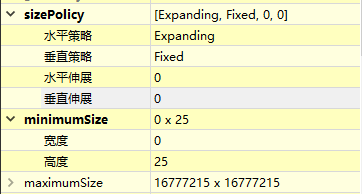 sizePolicy [Expanding, Fixed, 0, 0]
水平策略 Expanding
垂直策略 Fixed
水平伸展 0
垂直伸展 0
minimumSize 0 x 25
宽度 0
高度 25
maximumSize 16777215 x 16777215